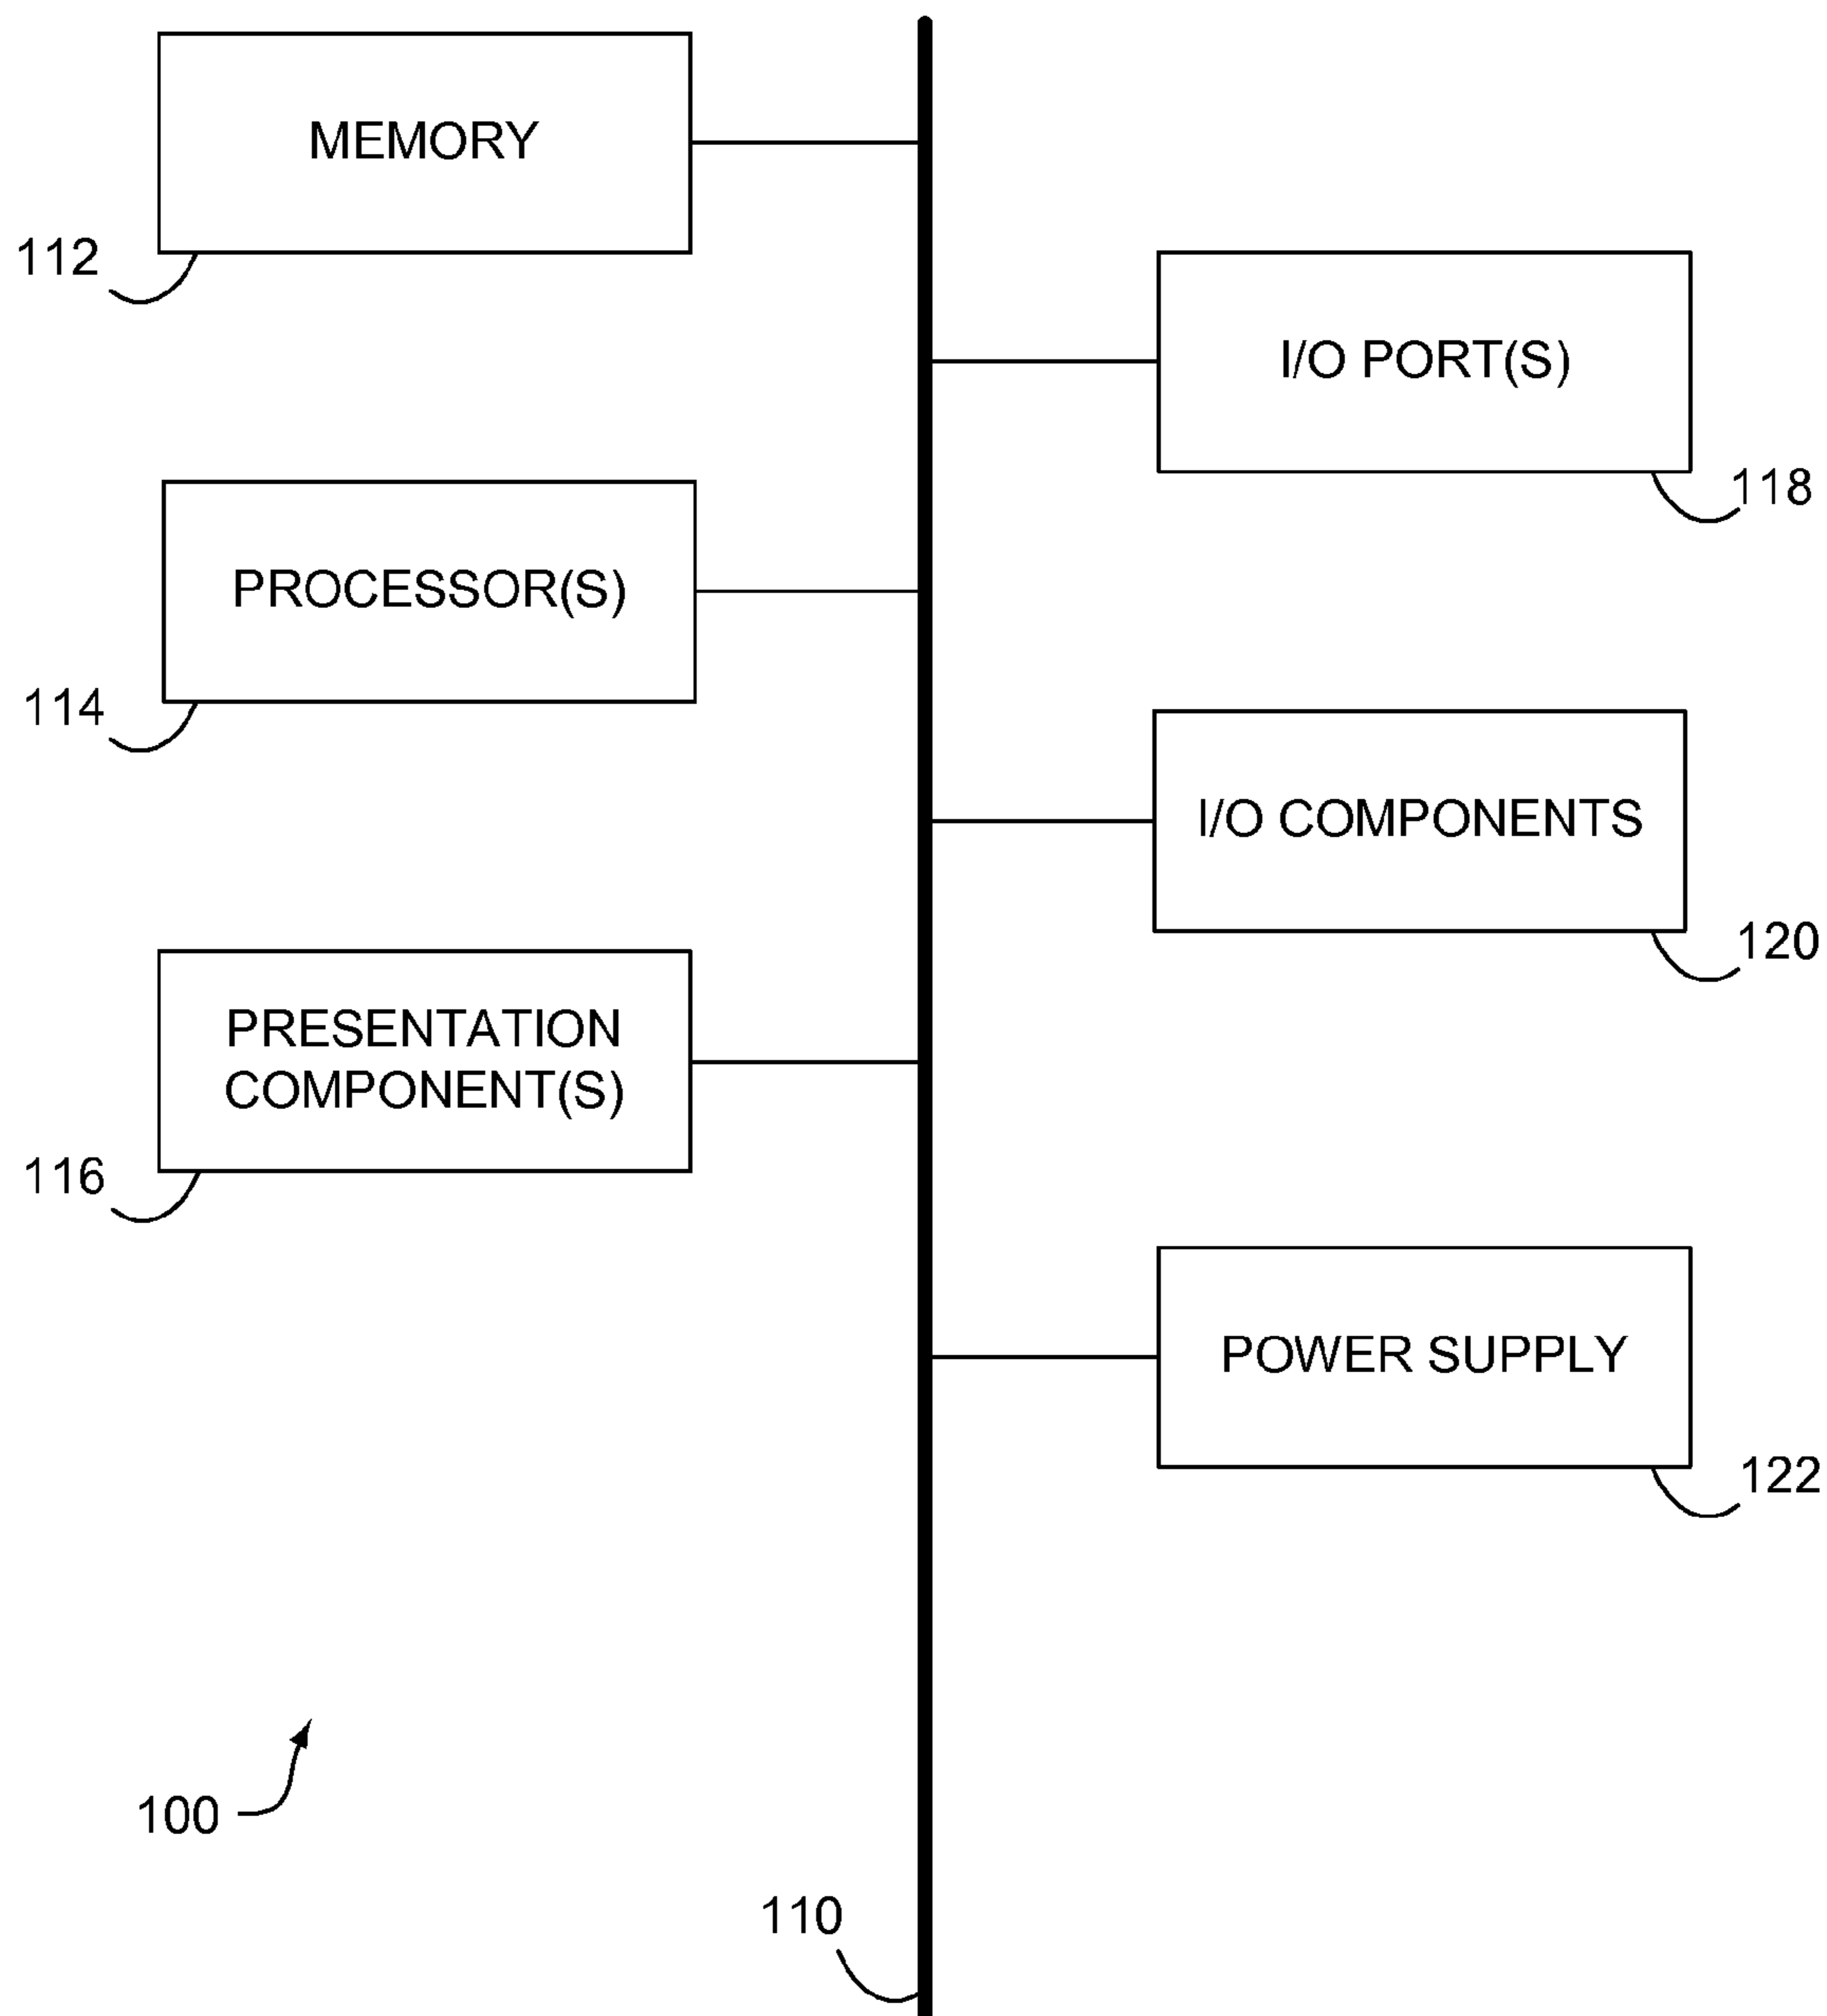 MEMORY
112
I/O PORT(S)
118
PROCESSOR(S)
114
I/O COMPONENTS
120
PRESENTATION
COMPONENT(S)
116
POWER SUPPLY
122
100
110